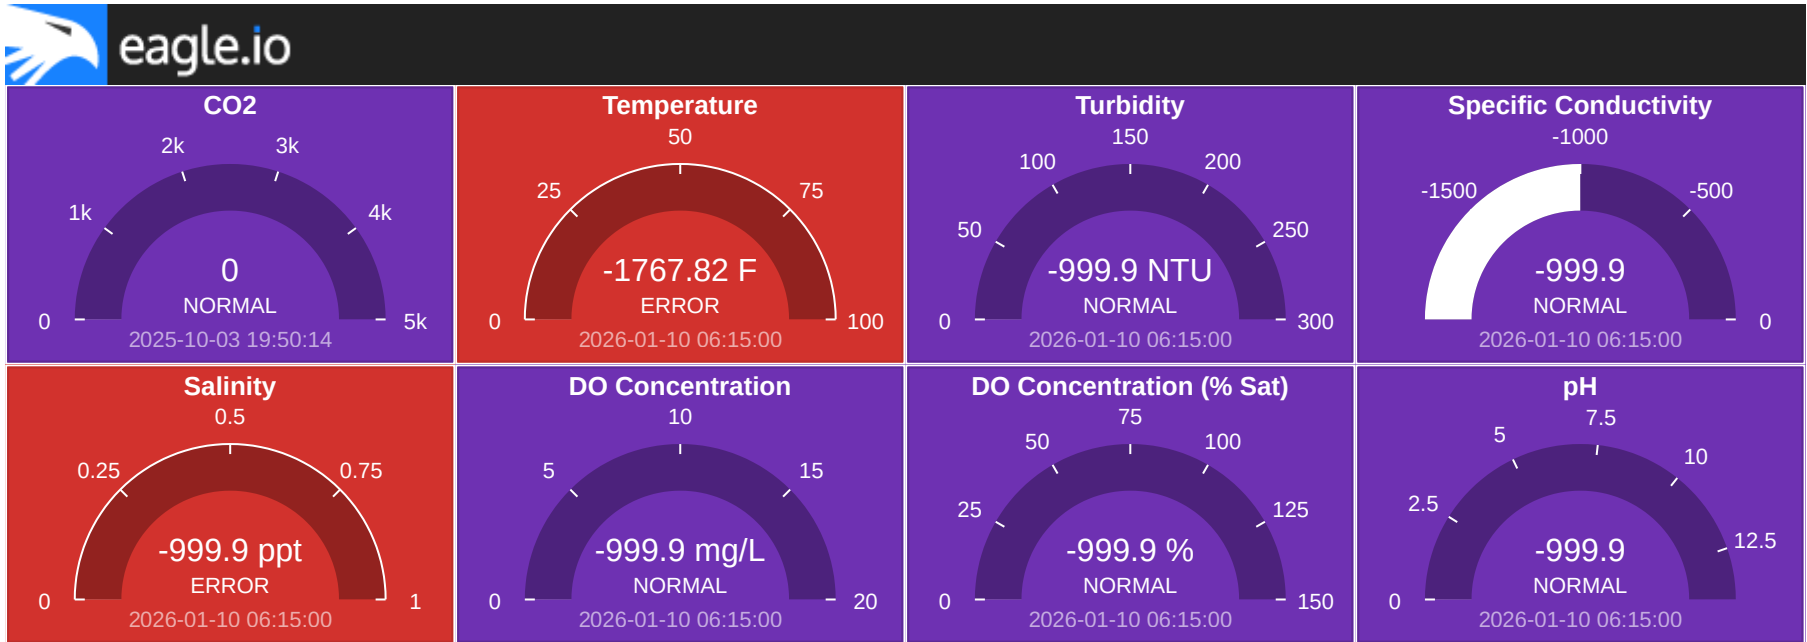 eagle.io
CO2
0
1k
2k
3k
4k
5k
0
NORMAL
2025-10-03 19:50:14
Temperature
0
25
50
75
100
-1767.82 F
ERROR
2026-01-10 06:15:00
Turbidity
0
50
100
150
200
250
300
-999.9 NTU
NORMAL
2026-01-10 06:15:00
Specific Conductivity
-1500
-1000
-500
0
-999.9
NORMAL
2026-01-10 06:15:00
Salinity
0
0.25
0.5
0.75
1
-999.9 ppt
ERROR
2026-01-10 06:15:00
DO Concentration
0
5
10
15
20
-999.9 mg/L
NORMAL
2026-01-10 06:15:00
DO Concentration (% Sat)
0
25
50
75
100
125
150
-999.9 %
NORMAL
2026-01-10 06:15:00
pH
0
2.5
5
7.5
10
12.5
-999.9
NORMAL
2026-01-10 06:15:00